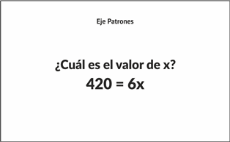 Eje Patrones
¿Cuál es el valor de x?
420 = 6x